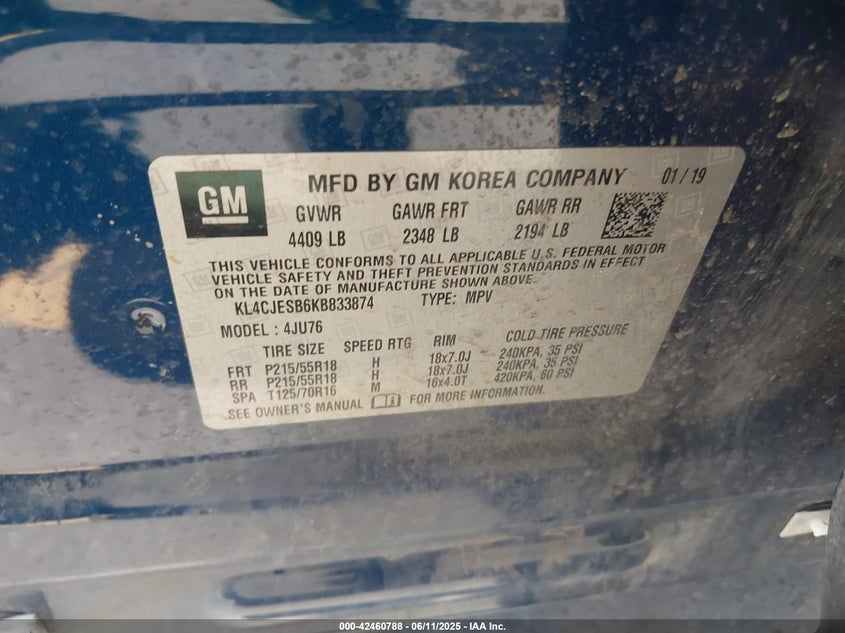 GM
MFD BY GM KOREA COMPANY 01/19
GVWR GAWR FRT GAWR RR
4409 LB 2348 LB 2194 LB
THIS VEHICLE CONFORMS TO ALL APPLICABLE U.S. FEDERAL MOTOR
VEHICLE SAFETY AND THEFT PREVENTION STANDARDS IN EFFECT
ON THE DATE OF MANUFACTURE SHOWN ABOVE.
KL4CJESB6KB833874 TYPE: MPV
MODEL : 4JU76
TIRE SIZE SPEED RTG RIM COLD TIRE PRESSURE
FRT P215/55R18 H 18x7.0J 240KPA, 35 PSI
RR P215/55R18 H 18x7.0J 240KPA, 35 PSI
SPA T125/70R16 M 16x4.0T 420KPA, 60 PSI
SEE OWNER'S MANUAL FOR MORE INFORMATION.
000-42460788 - 06/11/2025 - IAA Inc.